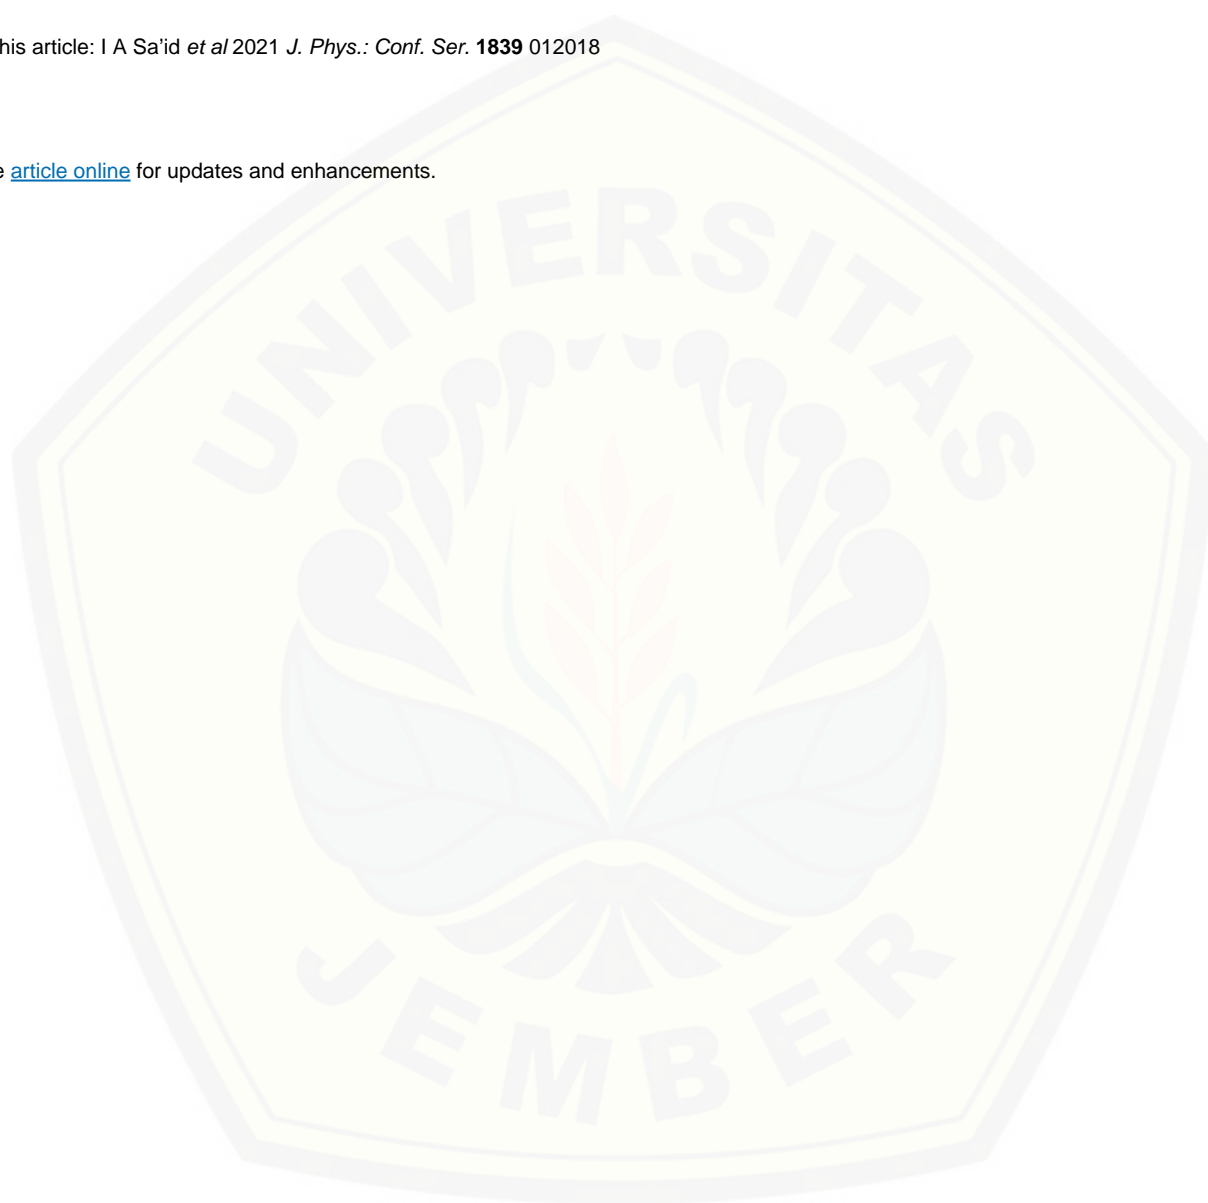 his article: I A Sa’id et al 2021 J. Phys.: Conf. Ser. 1839 012018
e article online for updates and enhancements.
UNIVERSITAS
JEMBER